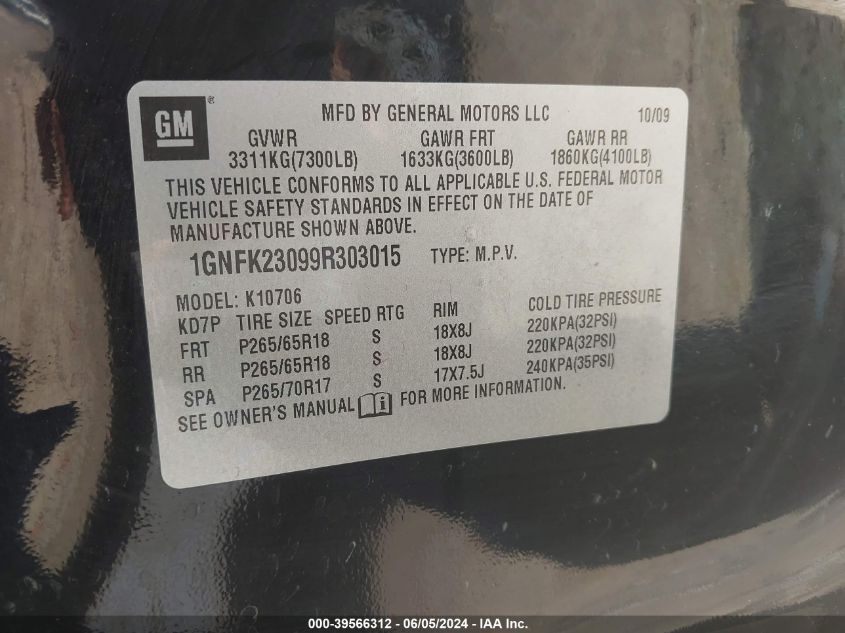 GM®
MFD BY GENERAL MOTORS LLC 10/09
GVWR GAWR FRT GAWR RR
3311KG(7300LB) 1633KG(3600LB) 1860KG(4100LB)
THIS VEHICLE CONFORMS TO ALL APPLICABLE U.S. FEDERAL MOTOR
VEHICLE SAFETY STANDARDS IN EFFECT ON THE DATE OF
MANUFACTURE SHOWN ABOVE.
1GNFK23099R303015 TYPE: M.P.V.
MODEL: K10706
KD7P TIRE SIZE SPEED RTG RIM COLD TIRE PRESSURE
FRT P265/65R18 S 18X8J 220KPA(32PSI)
RR P265/65R18 S 18X8J 220KPA(32PSI)
SPA P265/70R17 S 17X7.5J 240KPA(35PSI)
SEE OWNER'S MANUAL i FOR MORE INFORMATION.
000-39566312 - 06/05/2024 - IAA Inc.